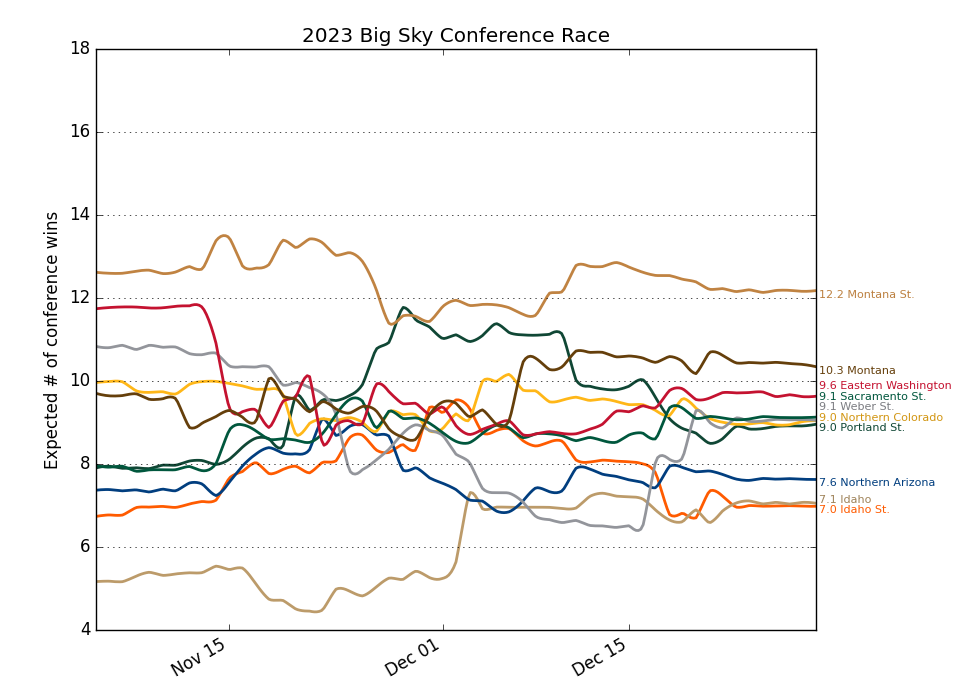 2023 Big Sky Conference Race
Expected # of conference wins
18
16
14
12
10
8
6
4
Nov 15
Dec 01
Dec 15
12.2 Montana St.
10.3 Montana
9.6 Eastern Washington
9.1 Sacramento St.
9.1 Weber St.
9.0 Northern Colorado
9.0 Portland St.
7.6 Northern Arizona
7.1 Idaho
7.0 Idaho St.